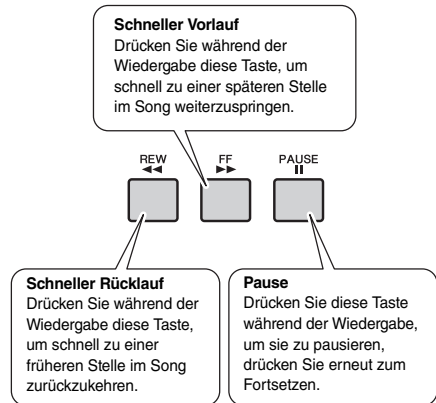 Schneller Vorlauf
Drücken Sie während der
Wiedergabe diese Taste, um
schnell zu einer späteren Stelle
im Song weiterzuspringen.
REW
FF
PAUSE
Schneller Rücklauf
Drücken Sie während der
Wiedergabe diese Taste,
um schnell zu einer
früheren Stelle im Song
zurückzukehren.
Pause
Drücken Sie diese Taste
während der Wiedergabe,
um sie zu pausieren,
drücken Sie erneut zum
Fortsetzen.